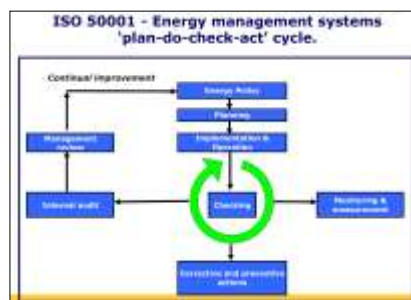 ISO 50001 - Energy management systems
'plan-do-check-act' cycle.
Continual improvement
Energy Policy
Planning
Implementation &
Operation
Management
review
Internal audit
Checking
Monitoring &
measurement
Corrective and preventive
actions